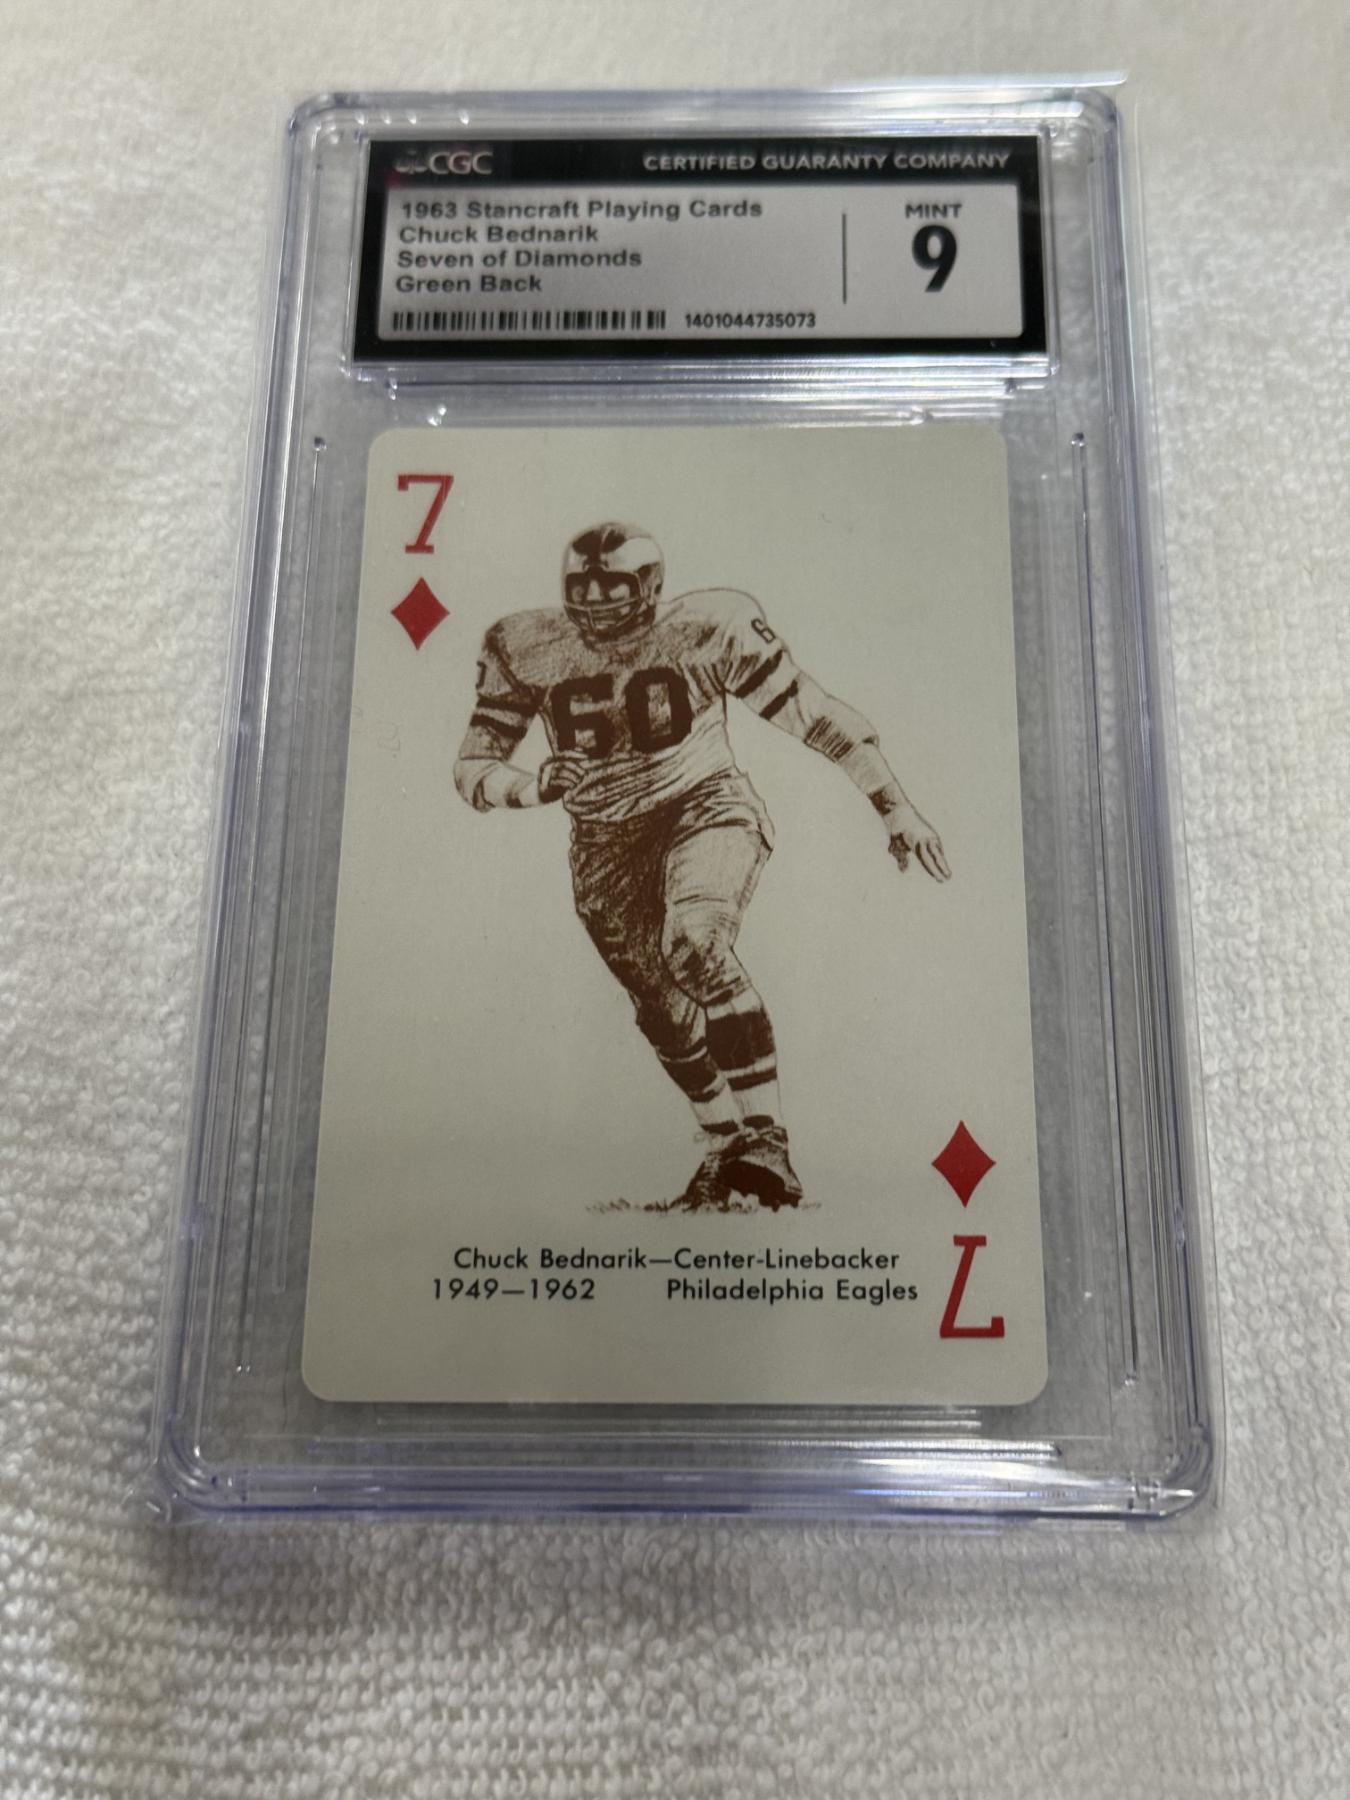 CGC CERTIFIED GUARANTY COMPANY
1963 Stancraft Playing Cards
Chuck Bednarik
Seven of Diamonds
Green Back
MINT
9
1401044735073
7
60
6
Chuck Bednarik—Center-Linebacker
1949—1962 Philadelphia Eagles
7